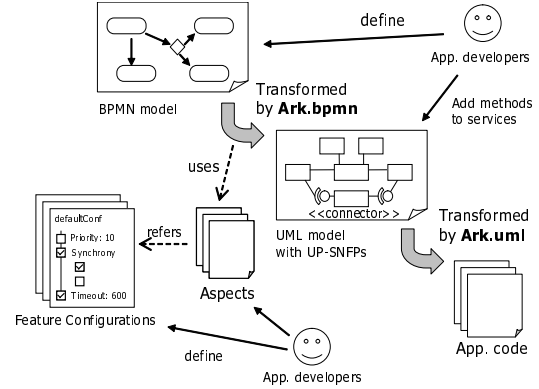 define
App. developers
BPMN model
Transformed
by Ark.bpmn
Add methods
to services
uses
<<connector>>
defaultConf
Priority: 10
Synchrony
Timeout: 600
refers
UML model
with UP-SNFPs
Transformed
by Ark.uml
Aspects
Feature Configurations
define
App. developers
App. code